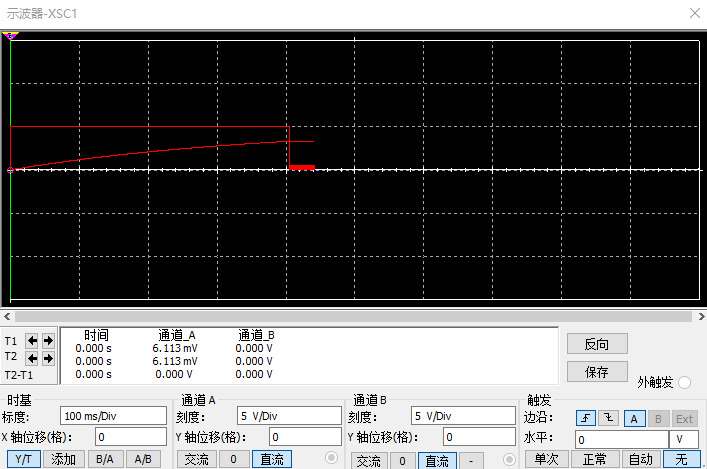 示波器-XSC1
时间 通道_A 通道_B
T1 0.000 s 6.113 mV 0.000 V
T2 0.000 s 6.113 mV 0.000 V
T2-T1 0.000 s 0.000 V 0.000 V
反向
保存
外触发
时基
标度: 100 ms/Div
X 轴位移(格): 0
Y/T 添加 B/A A/B
通道 A
刻度: 5 V/Div
Y 轴位移(格): 0
交流 0 直流
通道 B
刻度: 5 V/Div
Y 轴位移(格): 0
交流 0 直流 -
触发
边沿: A B Ext
水平: 0 V
单次 正常 自动 无